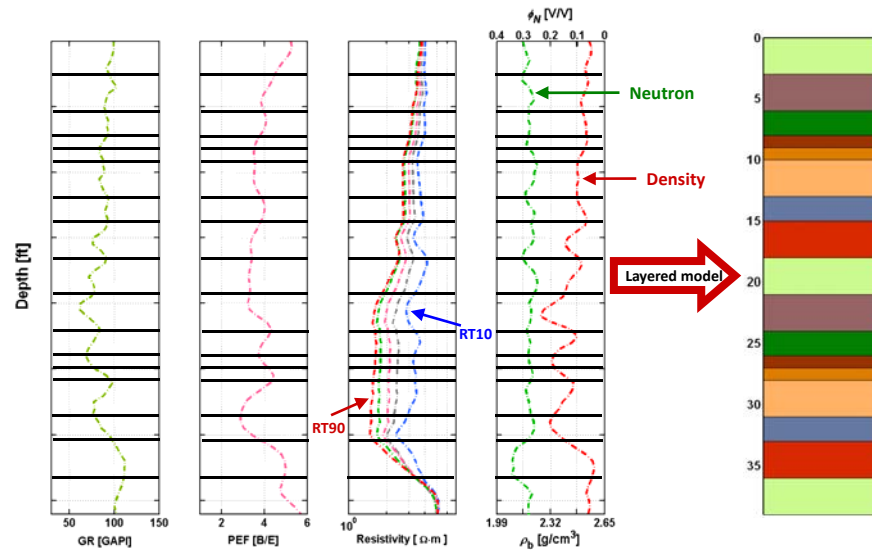 ϕN [V/V]
0.4 0.3 0.2 0.1 0
Neutron
Density
Depth [ft]
RT10
RT90
Layered model
0
5
10
15
20
25
30
35
50 100 150
GR [GAPI]
2 4 6
PEF [B/E]
10⁰
Resistivity [ Ω·m ]
1.99 2.32 2.65
ρb [g/cm³]